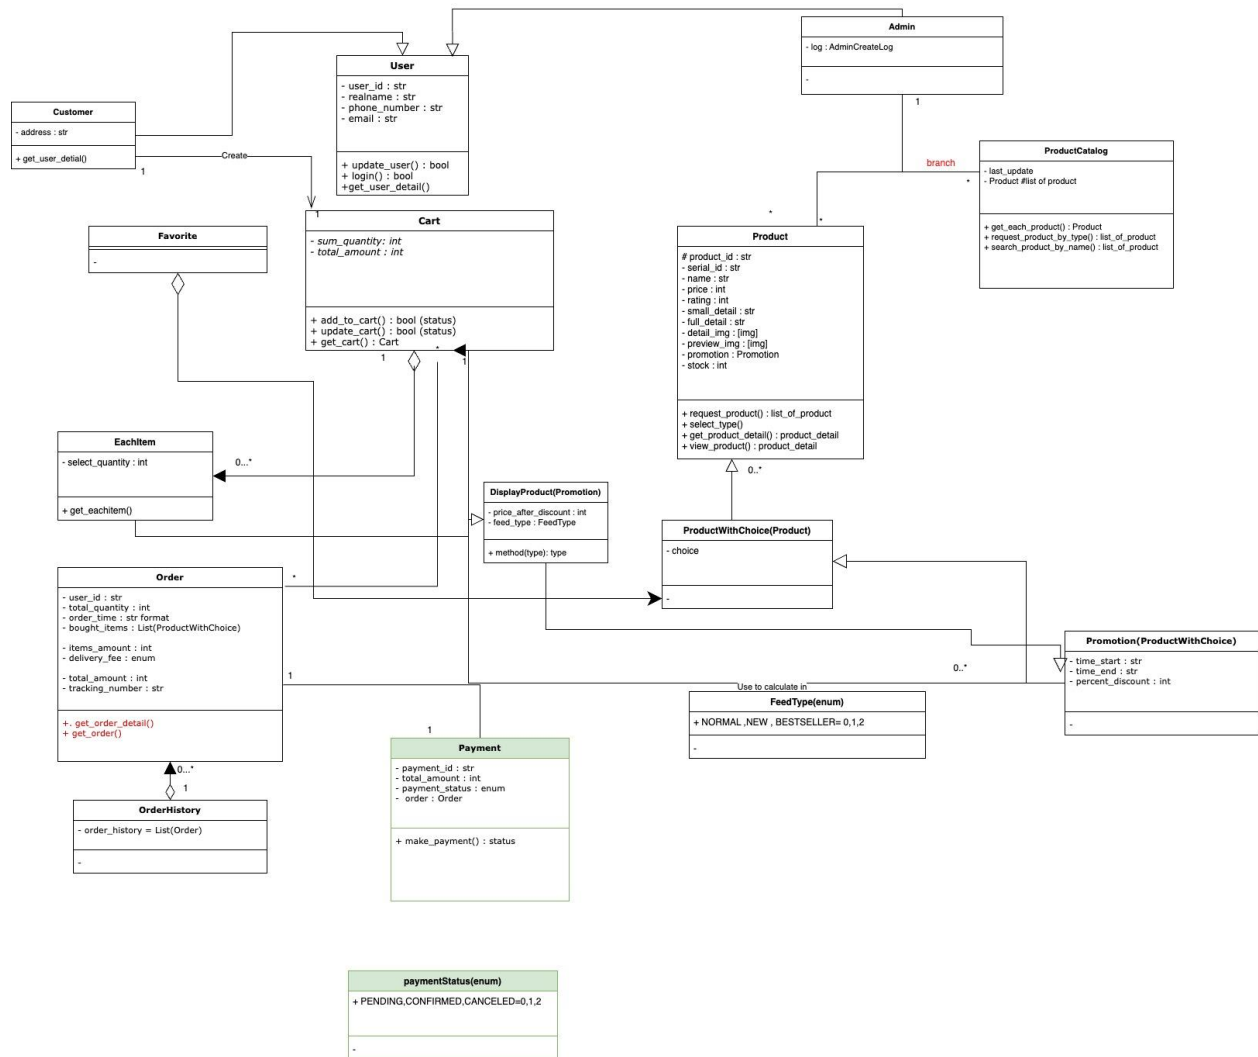 Admin
- log : AdminCreateLog
-
User
- user_id : str
- realname : str
- phone_number : str
- email : str
+ update_user() : bool
+ login() : bool
+get_user_detail()
Customer
- address : str
+ get_user_detial()
1
Create
1
1
branch
*
*
*
ProductCatalog
- last_update
- Product #list of product
+ get_each_product() : Product
+ request_product_by_type() : list_of_product
+ search_product_by_name() : list_of_product
Favorite
-
Cart
- sum_quantity: int
- total_amount : int
+ add_to_cart() : bool (status)
+ update_cart() : bool (status)
+ get_cart() : Cart
1
*
1
Product
# product_id : str
- serial_id : str
- name : str
- price : int
- rating : int
- small_detail : str
- full_detail : str
- detail_img : [img]
- preview_img : [img]
- promotion : Promotion
- stock : int
+ request_product() : list_of_product
+ select_type()
+ get_product_detail() : product_detail
+ view_product() : product_detail
0..*
EachItem
- select_quantity : int
+ get_eachitem()
0...*
DisplayProduct(Promotion)
- price_after_discount : int
- feed_type : FeedType
+ method(type): type
ProductWithChoice(Product)
- choice
-
Order
- user_id : str
- total_quantity : int
- order_time : str format
- bought_items : List(ProductWithChoice)
- items_amount : int
- delivery_fee : enum
- total_amount : int
- tracking_number : str
+. get_order_detail()
+ get_order()
*
1
0...*
1
Promotion(ProductWithChoice)
- time_start : str
- time_end : str
- percent_discount : int
-
0..*
Use to calculate in
FeedType(enum)
+ NORMAL ,NEW , BESTSELLER= 0,1,2
-
1
Payment
- payment_id : str
- total_amount : int
- payment_status : enum
- order : Order
+ make_payment() : status
OrderHistory
- order_history = List(Order)
-
paymentStatus(enum)
+ PENDING,CONFIRMED,CANCELED=0,1,2
-